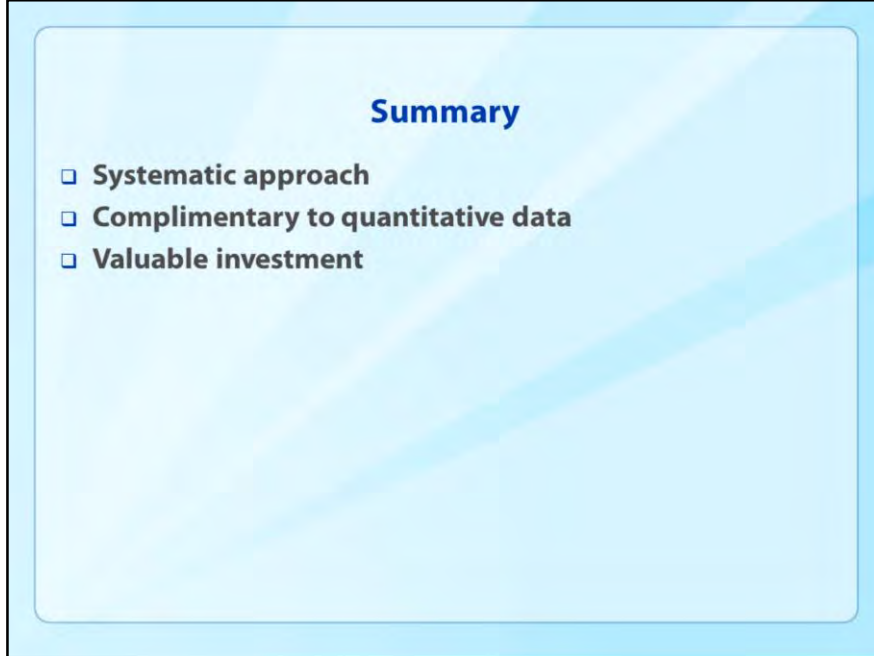 Summary
Systematic approach
Complimentary to quantitative data
Valuable investment